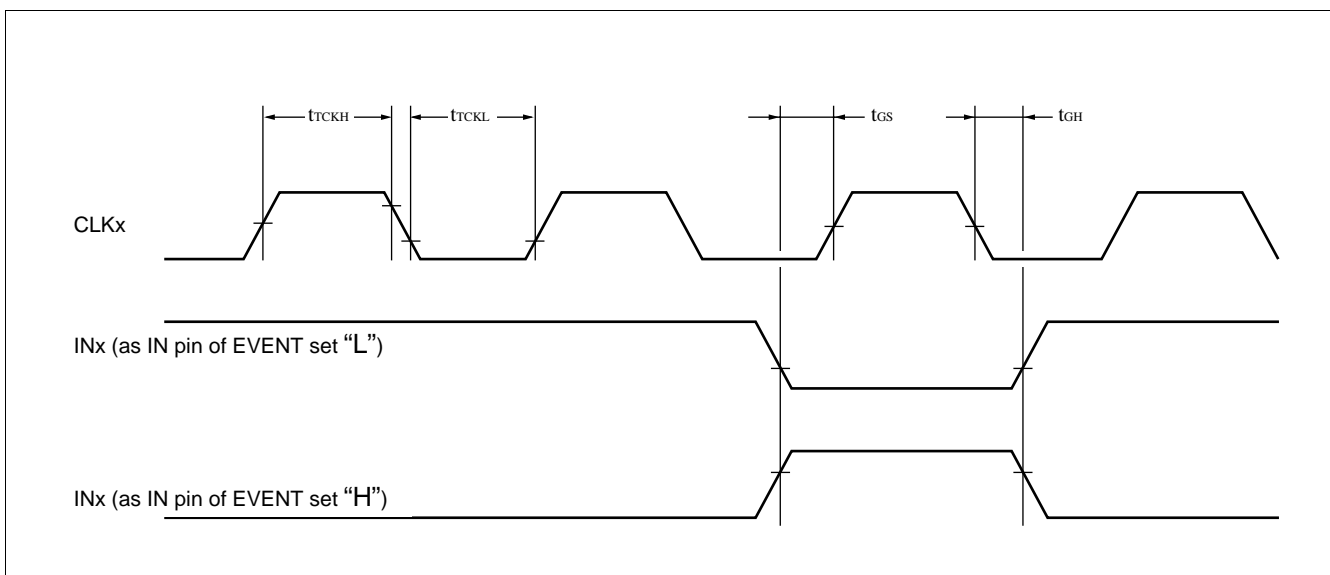 tTCKH tTCKL tGS tGH
CLKx
INx (as IN pin of EVENT set “L”)
INx (as IN pin of EVENT set “H”)